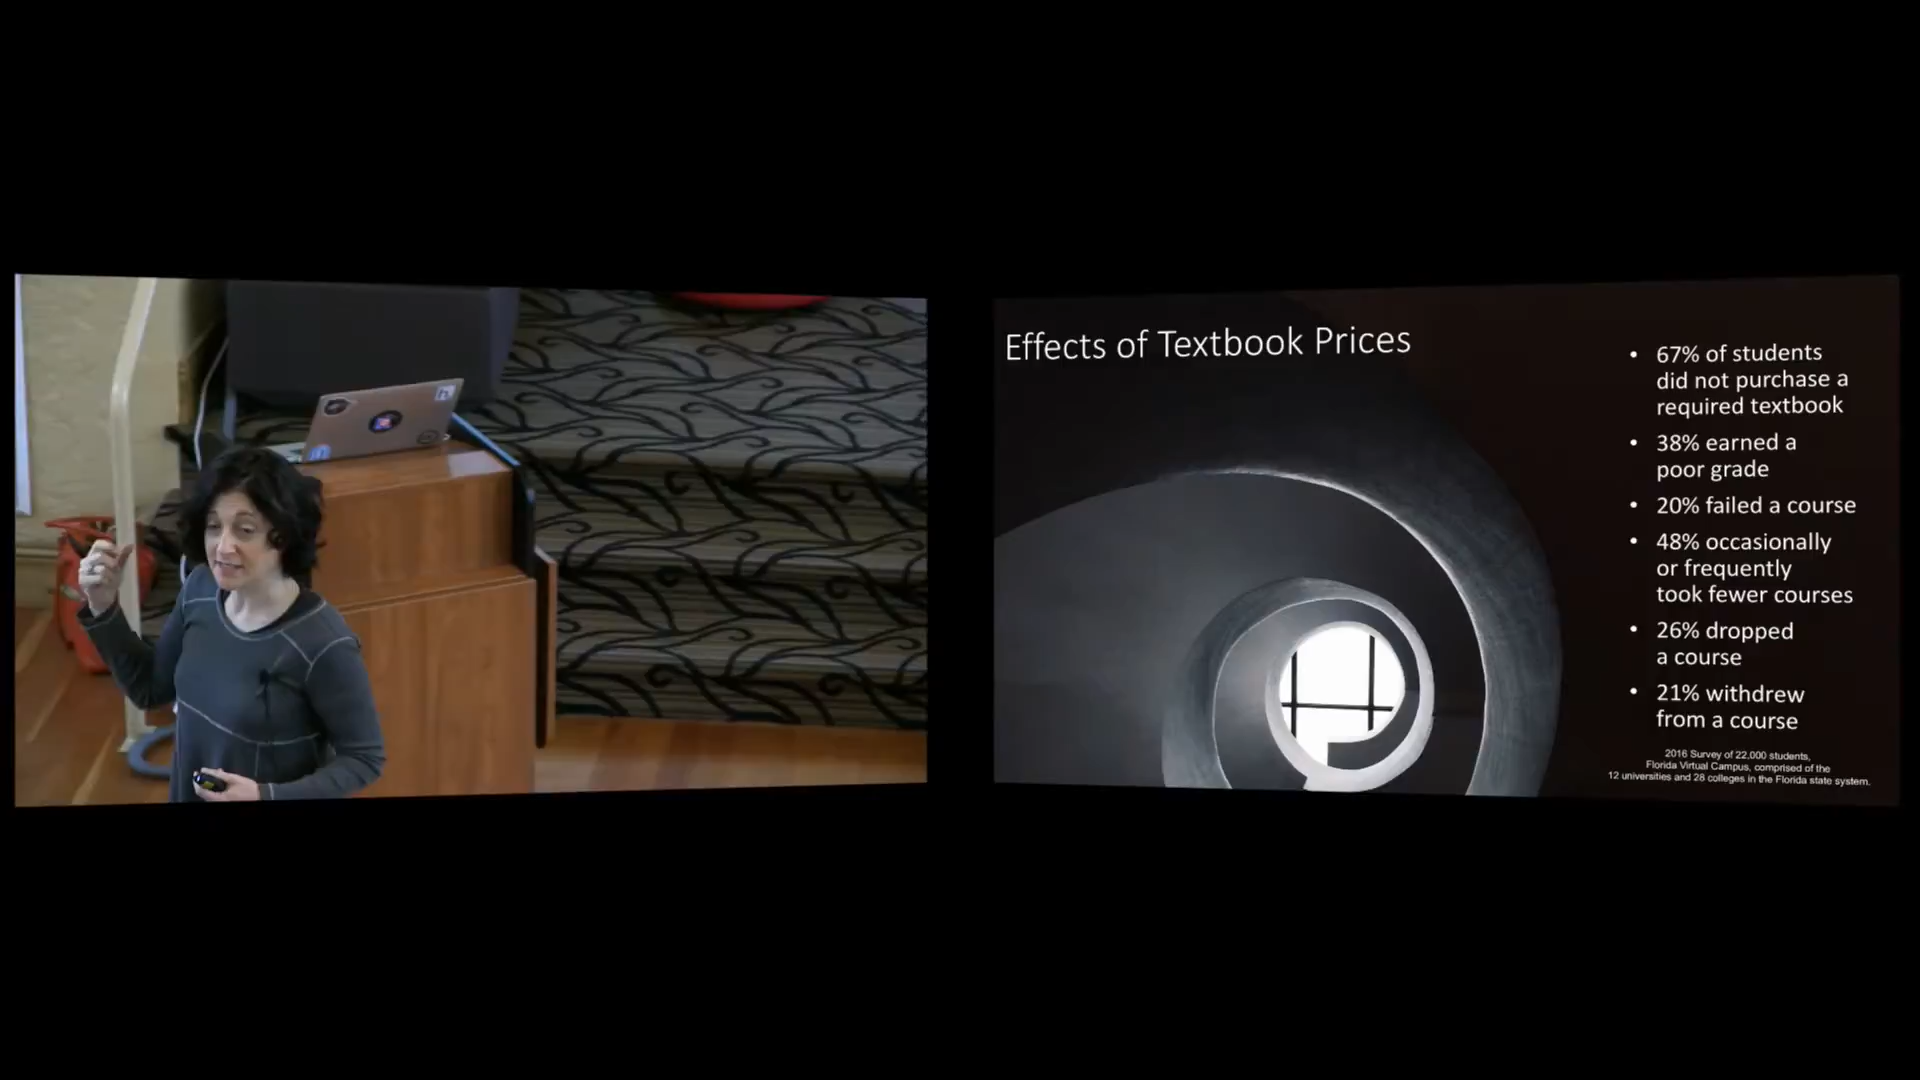 Effects of Textbook Prices
• 67% of students
did not purchase a
required textbook
• 38% earned a
poor grade
• 20% failed a course
• 48% occasionally
or frequently
took fewer courses
• 26% dropped
a course
• 21% withdrew
from a course
2016 Survey of 22,000 students,
Florida Virtual Campus, comprised of the
12 universities and 28 colleges in the Florida state system.